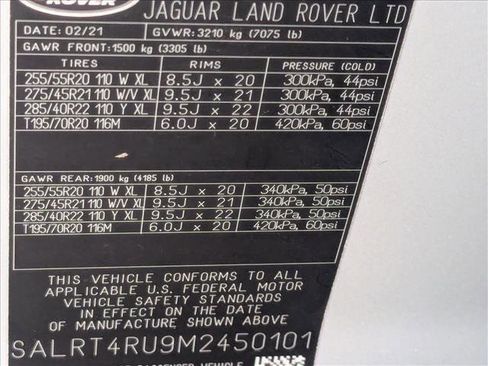 ROVER
JAGUAR LAND ROVER LTD
DATE: 02/21 GVWR: 3210 kg (7075 lb)
GAWR FRONT: 1500 kg (3305 lb)
TIRES RIMS PRESSURE (COLD)
255/55R20 110 W XL 8.5J x 20 300kPa, 44psi
275/45R21 110 W/V XL 9.5J x 21 300kPa, 44psi
285/40R22 110 Y XL 9.5J x 22 300kPa, 44psi
T195/70R20 116M 6.0J x 20 420kPa, 60psi
GAWR REAR: 1900 kg (4185 lb)
255/55R20 110 W XL 8.5J x 20 340kPa, 50psi
275/45R21 110 W/V XL 9.5J x 21 340kPa, 50psi
285/40R22 110 Y XL 9.5J x 22 340kPa, 50psi
T195/70R20 116M 6.0J x 20 420kPa, 60psi
THIS VEHICLE CONFORMS TO ALL
APPLICABLE U.S. FEDERAL MOTOR
VEHICLE SAFETY STANDARDS
IN EFFECT ON THE DATE OF
MANUFACTURE SHOWN ABOVE
SALRT4RU9M2450101
PASSENGER VEHICLE